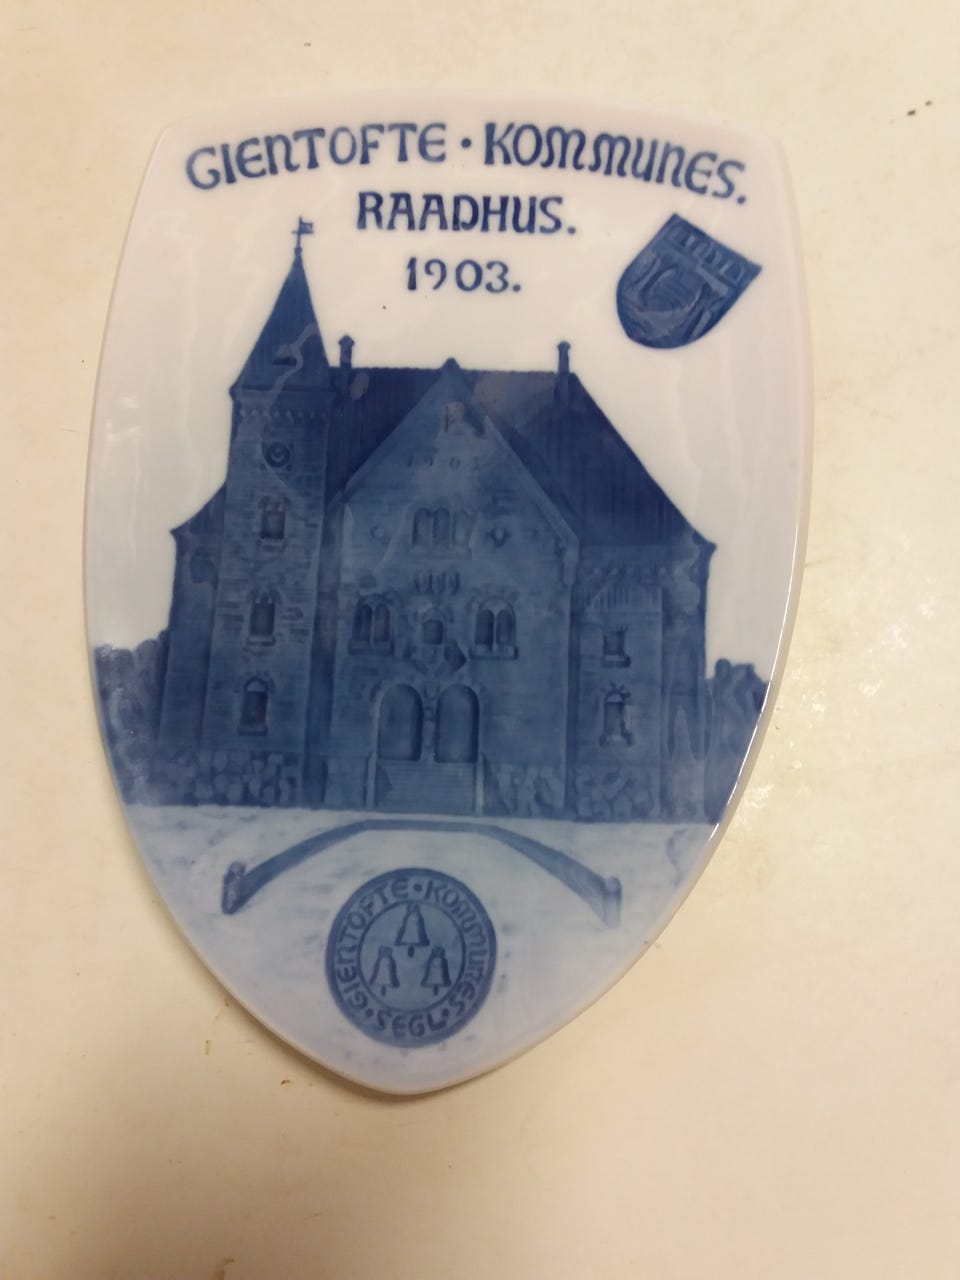 GIENTOFTE · KOMMUNES.
RAADHUS.
1903.
GIENTOFTE · KOMMUNES · SEGL ·